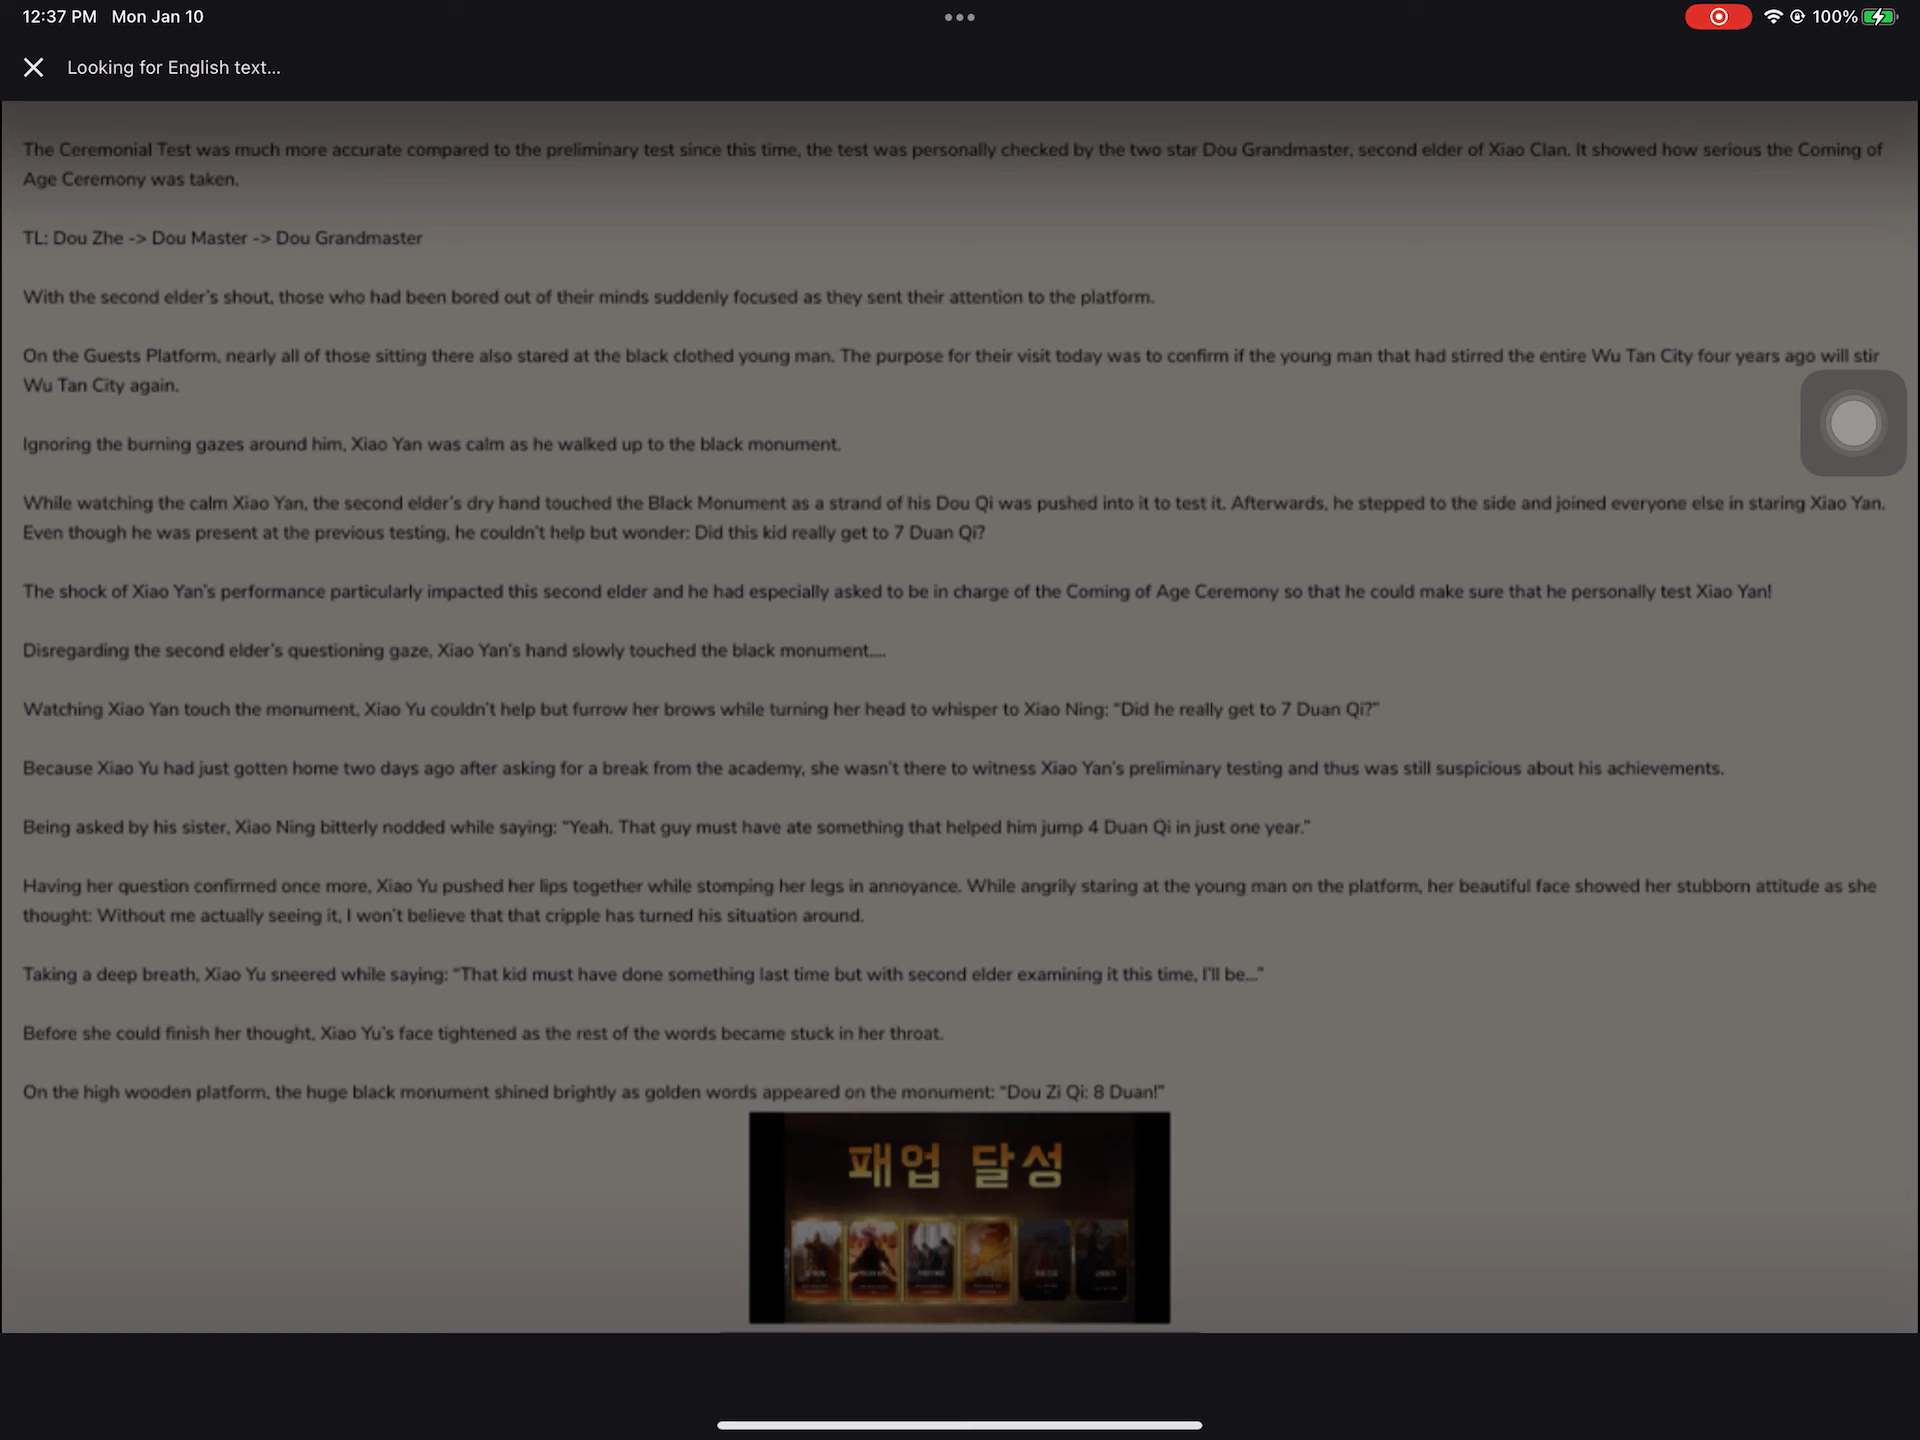 12:37 PM Mon Jan 10
100%
Looking for English text...
The Ceremonial Test was much more accurate compared to the preliminary test since this time, the test was personally checked by the two star Dou Grandmaster, second elder of Xiao Clan. It showed how serious the Coming of
Age Ceremony was taken.
TL: Dou Zhe -> Dou Master -> Dou Grandmaster
With the second elder's shout, those who had been bored out of their minds suddenly focused as they sent their attention to the platform.
On the Guests Platform, nearly all of those sitting there also stared at the black clothed young man. The purpose for their visit today was to confirm if the young man that had stirred the entire Wu Tan City four years ago will stir
Wu Tan City again.
Ignoring the burning gazes around him, Xiao Yan was calm as he walked up to the black monument.
While watching the calm Xiao Yan, the second elder's dry hand touched the Black Monument as a strand of his Dou Qi was pushed into it to test it. Afterwards, he stepped to the side and joined everyone else in staring Xiao Yan.
Even though he was present at the previous testing, he couldn't help but wonder: Did this kid really get to 7 Duan Qi?
The shock of Xiao Yan's performance particularly impacted this second elder and he had especially asked to be in charge of the Coming of Age Ceremony so that he could make sure that he personally test Xiao Yan!
Disregarding the second elder's questioning gaze, Xiao Yan's hand slowly touched the black monument....
Watching Xiao Yan touch the monument, Xiao Yu couldn't help but furrow her brows while turning her head to whisper to Xiao Ning: “Did he really get to 7 Duan Qi?”
Because Xiao Yu had just gotten home two days ago after asking for a break from the academy, she wasn't there to witness Xiao Yan's preliminary testing and thus was still suspicious about his achievements.
Being asked by his sister, Xiao Ning bitterly nodded while saying: “Yeah. That guy must have ate something that helped him jump 4 Duan Qi in just one year.”
Having her question confirmed once more, Xiao Yu pushed her lips together while stomping her legs in annoyance. While angrily staring at the young man on the platform, her beautiful face showed her stubborn attitude as she
thought: Without me actually seeing it, I won't believe that that cripple has turned his situation around.
Taking a deep breath, Xiao Yu sneered while saying: “That kid must have done something last time but with second elder examining it this time, I'll be...”
Before she could finish her thought, Xiao Yu's face tightened as the rest of the words became stuck in her throat.
On the high wooden platform, the huge black monument shined brightly as golden words appeared on the monument: “Dou Zi Qi: 8 Duan!”
패업 달성